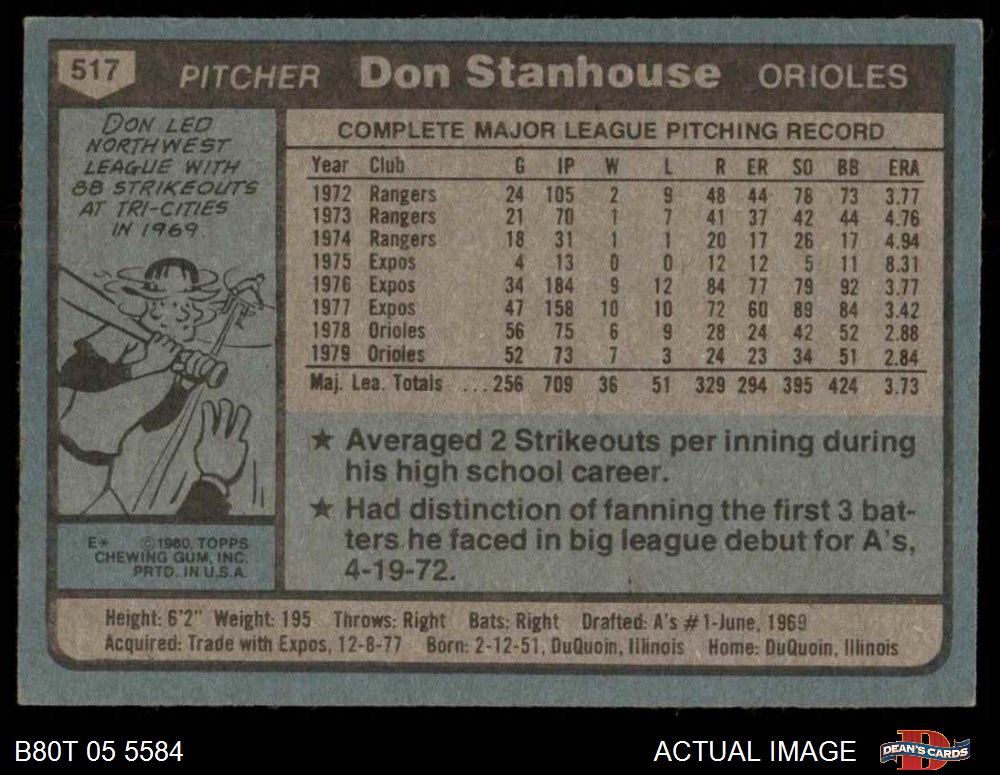 517 PITCHER Don Stanhouse ORIOLES
DON LED
NORTHWEST
LEAGUE WITH
88 STRIKEOUTS
AT TRI-CITIES
IN 1969
E* ©1980, TOPPS
CHEWING GUM, INC.
PRTD. IN U.S.A.
COMPLETE MAJOR LEAGUE PITCHING RECORD
Year Club G IP W L R ER SO BB ERA
1972 Rangers 24 105 2 9 48 44 78 73 3.77
1973 Rangers 21 70 1 7 41 37 42 44 4.76
1974 Rangers 18 31 1 1 20 17 26 17 4.94
1975 Expos 4 13 0 0 12 12 5 11 8.31
1976 Expos 34 184 9 12 84 77 79 92 3.77
1977 Expos 47 158 10 10 72 60 89 84 3.42
1978 Orioles 56 75 6 9 28 24 42 52 2.88
1979 Orioles 52 73 7 3 24 23 34 51 2.84
Maj. Lea. Totals ...256 709 36 51 329 294 395 424 3.73
★ Averaged 2 Strikeouts per inning during
his high school career.
★ Had distinction of fanning the first 3 bat-
ters he faced in big league debut for A's,
4-19-72.
Height: 6'2" Weight: 195 Throws: Right Bats: Right Drafted: A's #1-June, 1969
Acquired: Trade with Expos, 12-8-77 Born: 2-12-51, DuQuoin, Illinois Home: DuQuoin, Illinois
B80T 05 5584 ACTUAL IMAGE DEAN'S CARDS